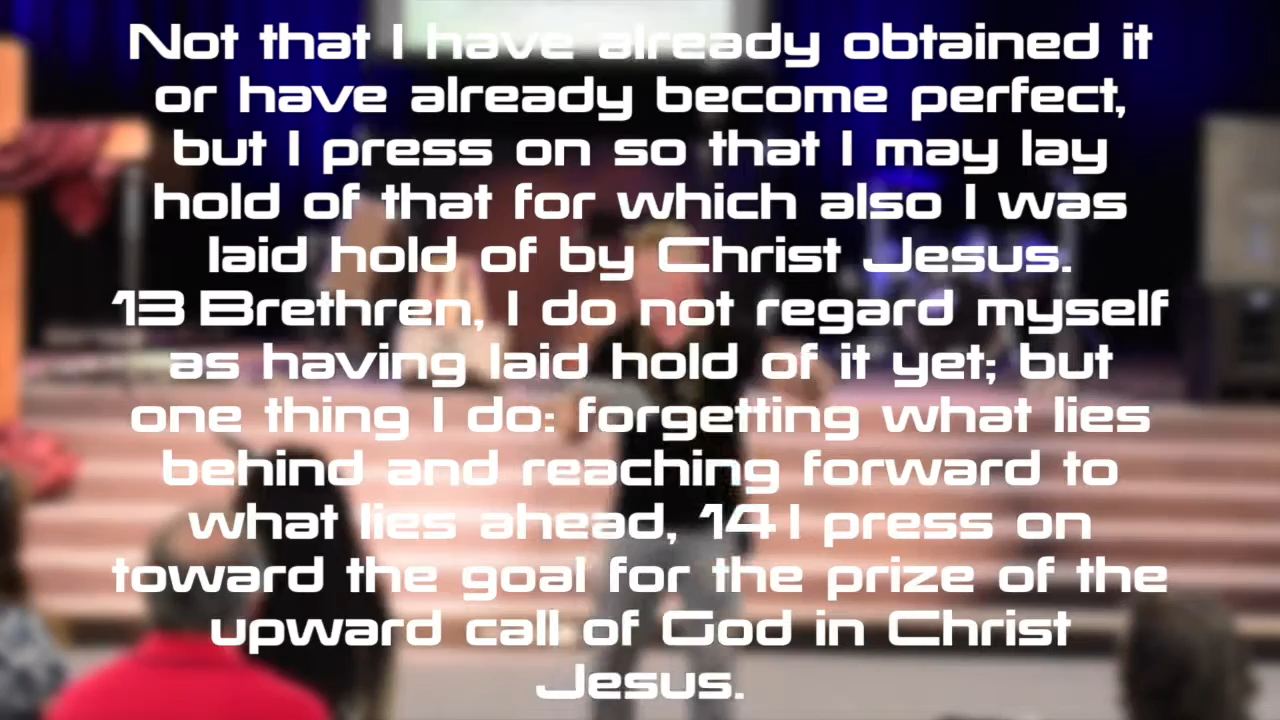 Not that I have already obtained it
or have already become perfect,
but I press on so that I may lay
hold of that for which also I was
laid hold of by Christ Jesus.
13 Brethren, I do not regard myself
as having laid hold of it yet; but
one thing I do: forgetting what lies
behind and reaching forward to
what lies ahead, 14 I press on
toward the goal for the prize of the
upward call of God in Christ
Jesus.